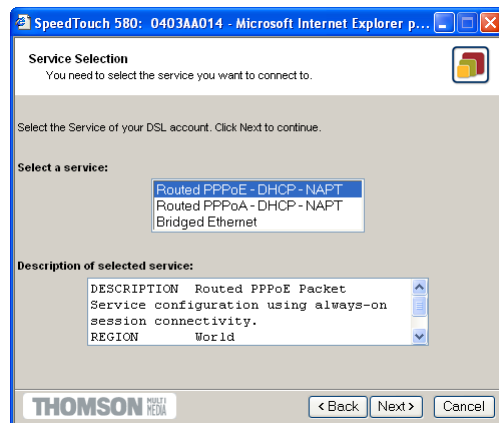 SpeedTouch 580: 0403AA014 - Microsoft Internet Explorer p...
Service Selection
You need to select the service you want to connect to.
Select the Service of your DSL account. Click Next to continue.
Select a service:
Routed PPPoE - DHCP - NAPT
Routed PPPoA - DHCP - NAPT
Bridged Ethernet
Description of selected service:
DESCRIPTION Routed PPPoE Packet
Service configuration using always-on
session connectivity.
REGION World
THOMSON MULTI MEDIA
< Back Next > Cancel